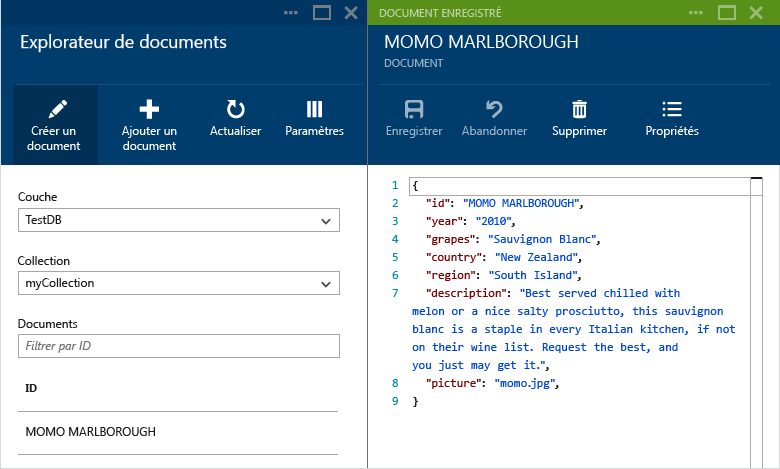 Explorateur de documents
Créer un
document
Ajouter un
document
Actualiser
Paramètres
Couche
TestDB
Collection
myCollection
Documents
Filtrer par ID
ID
MOMO MARLBOROUGH
DOCUMENT ENREGISTRÉ
MOMO MARLBOROUGH
DOCUMENT
Enregistrer
Abandonner
Supprimer
Propriétés
1 {
2 "id": "MOMO MARLBOROUGH",
3 "year": "2010",
4 "grapes": "Sauvignon Blanc",
5 "country": "New Zealand",
6 "region": "South Island",
7 "description": "Best served chilled with
melon or a nice salty prosciutto, this sauvignon
blanc is a staple in every Italian kitchen, if not
on their wine list. Request the best, and
you just may get it.",
8 "picture": "momo.jpg",
9 }